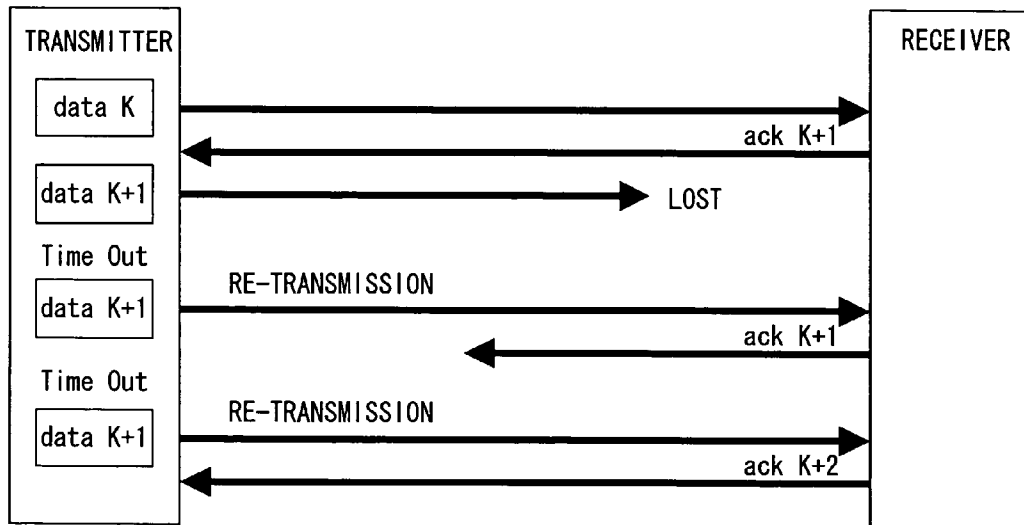 TRANSMITTER
RECEIVER
data K
ack K+1
data K+1
LOST
Time Out
RE-TRANSMISSION
data K+1
ack K+1
Time Out
RE-TRANSMISSION
data K+1
ack K+2